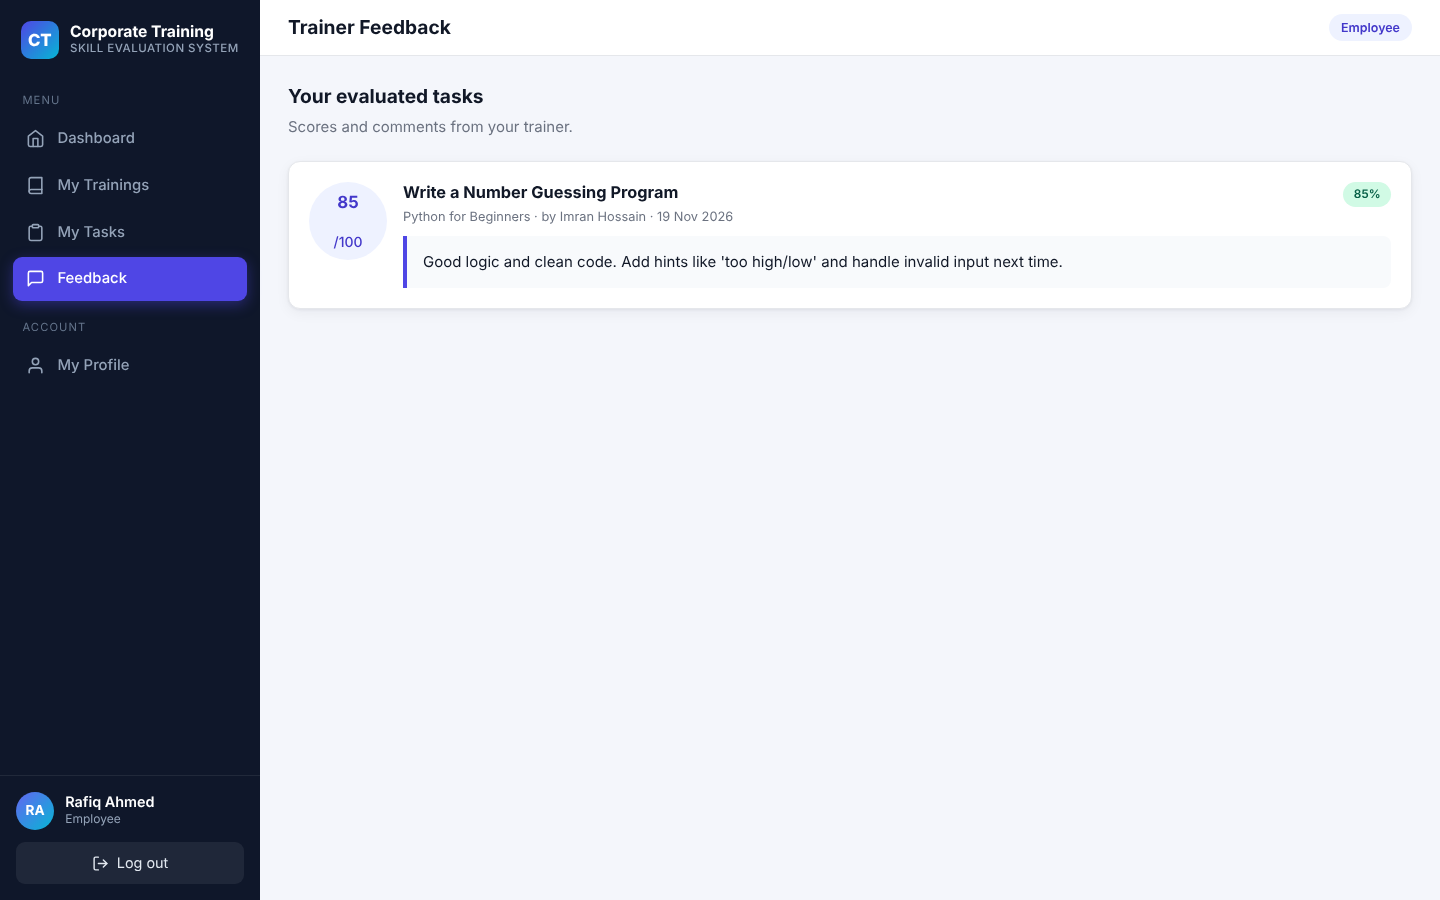 CT
Corporate Training
SKILL EVALUATION SYSTEM
MENU
Dashboard
My Trainings
My Tasks
Feedback
ACCOUNT
My Profile
RA
Rafiq Ahmed
Employee
Log out
Trainer Feedback
Employee
Your evaluated tasks
Scores and comments from your trainer.
85
/100
Write a Number Guessing Program
85%
Python for Beginners · by Imran Hossain · 19 Nov 2026
Good logic and clean code. Add hints like 'too high/low' and handle invalid input next time.